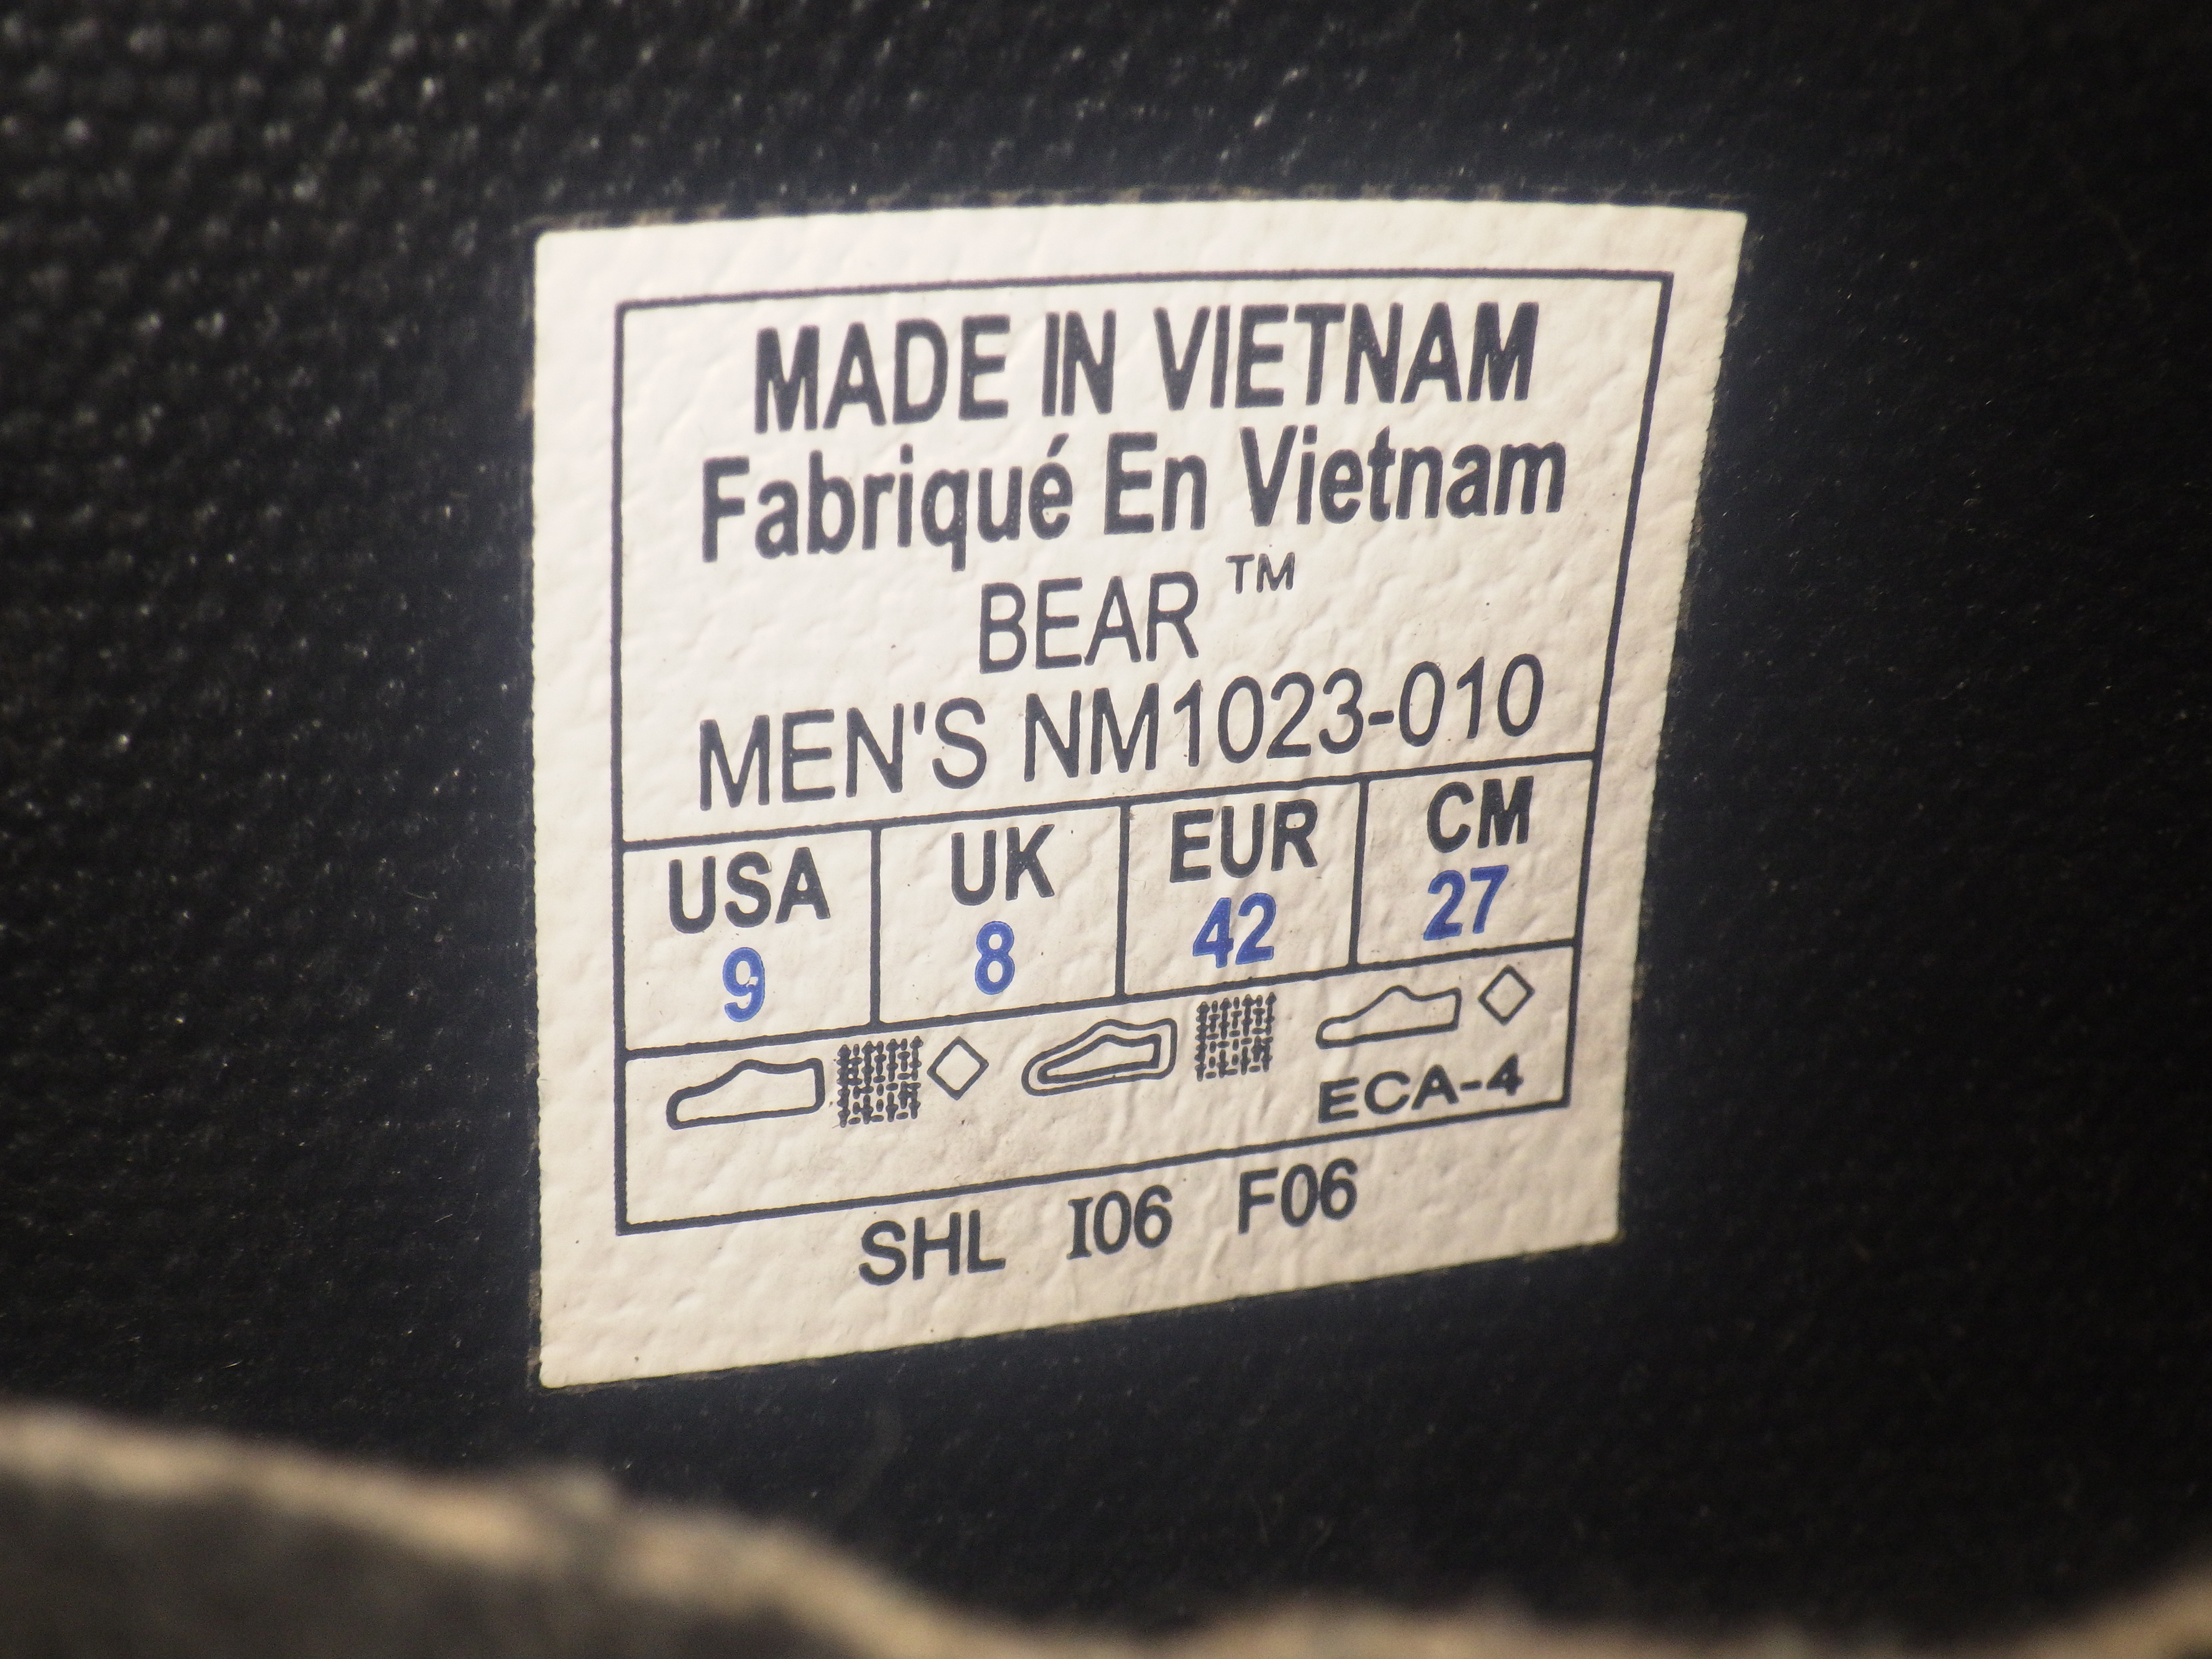 MADE IN VIETNAM
Fabriqué En Vietnam
BEAR ™
MEN'S NM1023-010
USA UK EUR CM
9 8 42 27
ECA-4
SHL I06 F06